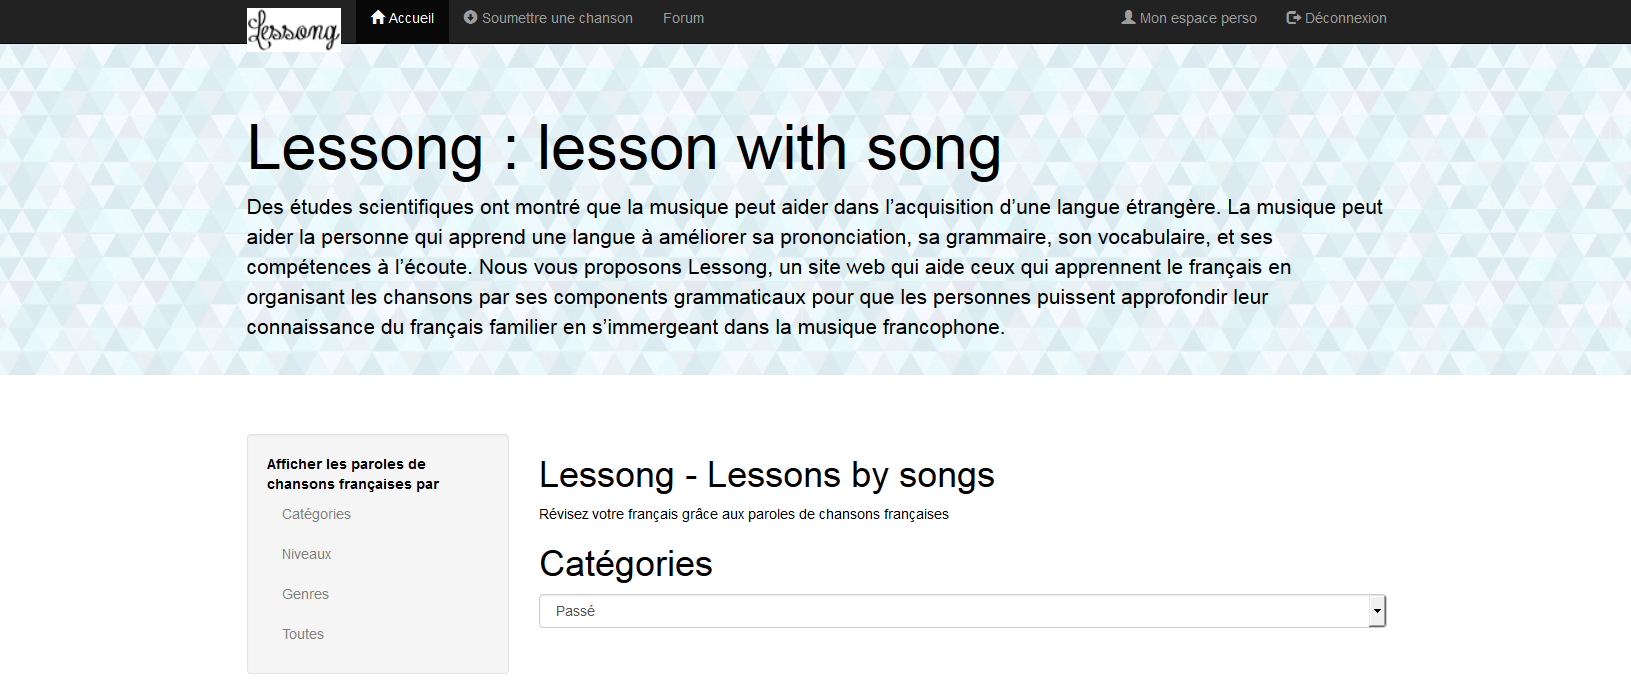 Lessong
Accueil
Soumettre une chanson
Forum
Mon espace perso
Déconnexion
Lessong : lesson with song
Des études scientifiques ont montré que la musique peut aider dans l’acquisition d’une langue étrangère. La musique peut
aider la personne qui apprend une langue à améliorer sa prononciation, sa grammaire, son vocabulaire, et ses
compétences à l’écoute. Nous vous proposons Lessong, un site web qui aide ceux qui apprennent le français en
organisant les chansons par ses components grammaticaux pour que les personnes puissent approfondir leur
connaissance du français familier en s’immergeant dans la musique francophone.
Afficher les paroles de
chansons françaises par
Catégories
Niveaux
Genres
Toutes
Lessong - Lessons by songs
Révisez votre français grâce aux paroles de chansons françaises
Catégories
Passé